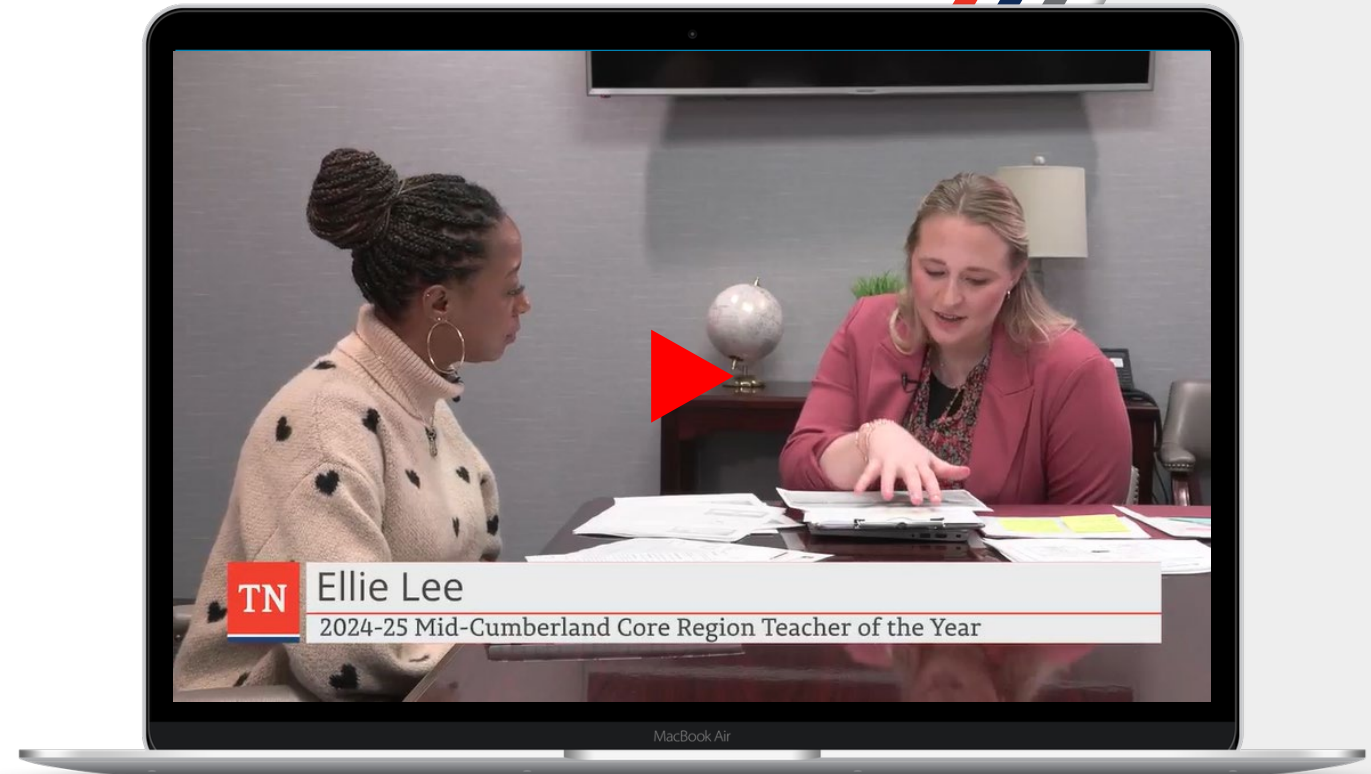 TN
Ellie Lee
2024-25 Mid-Cumberland Core Region Teacher of the Year
MacBook Air